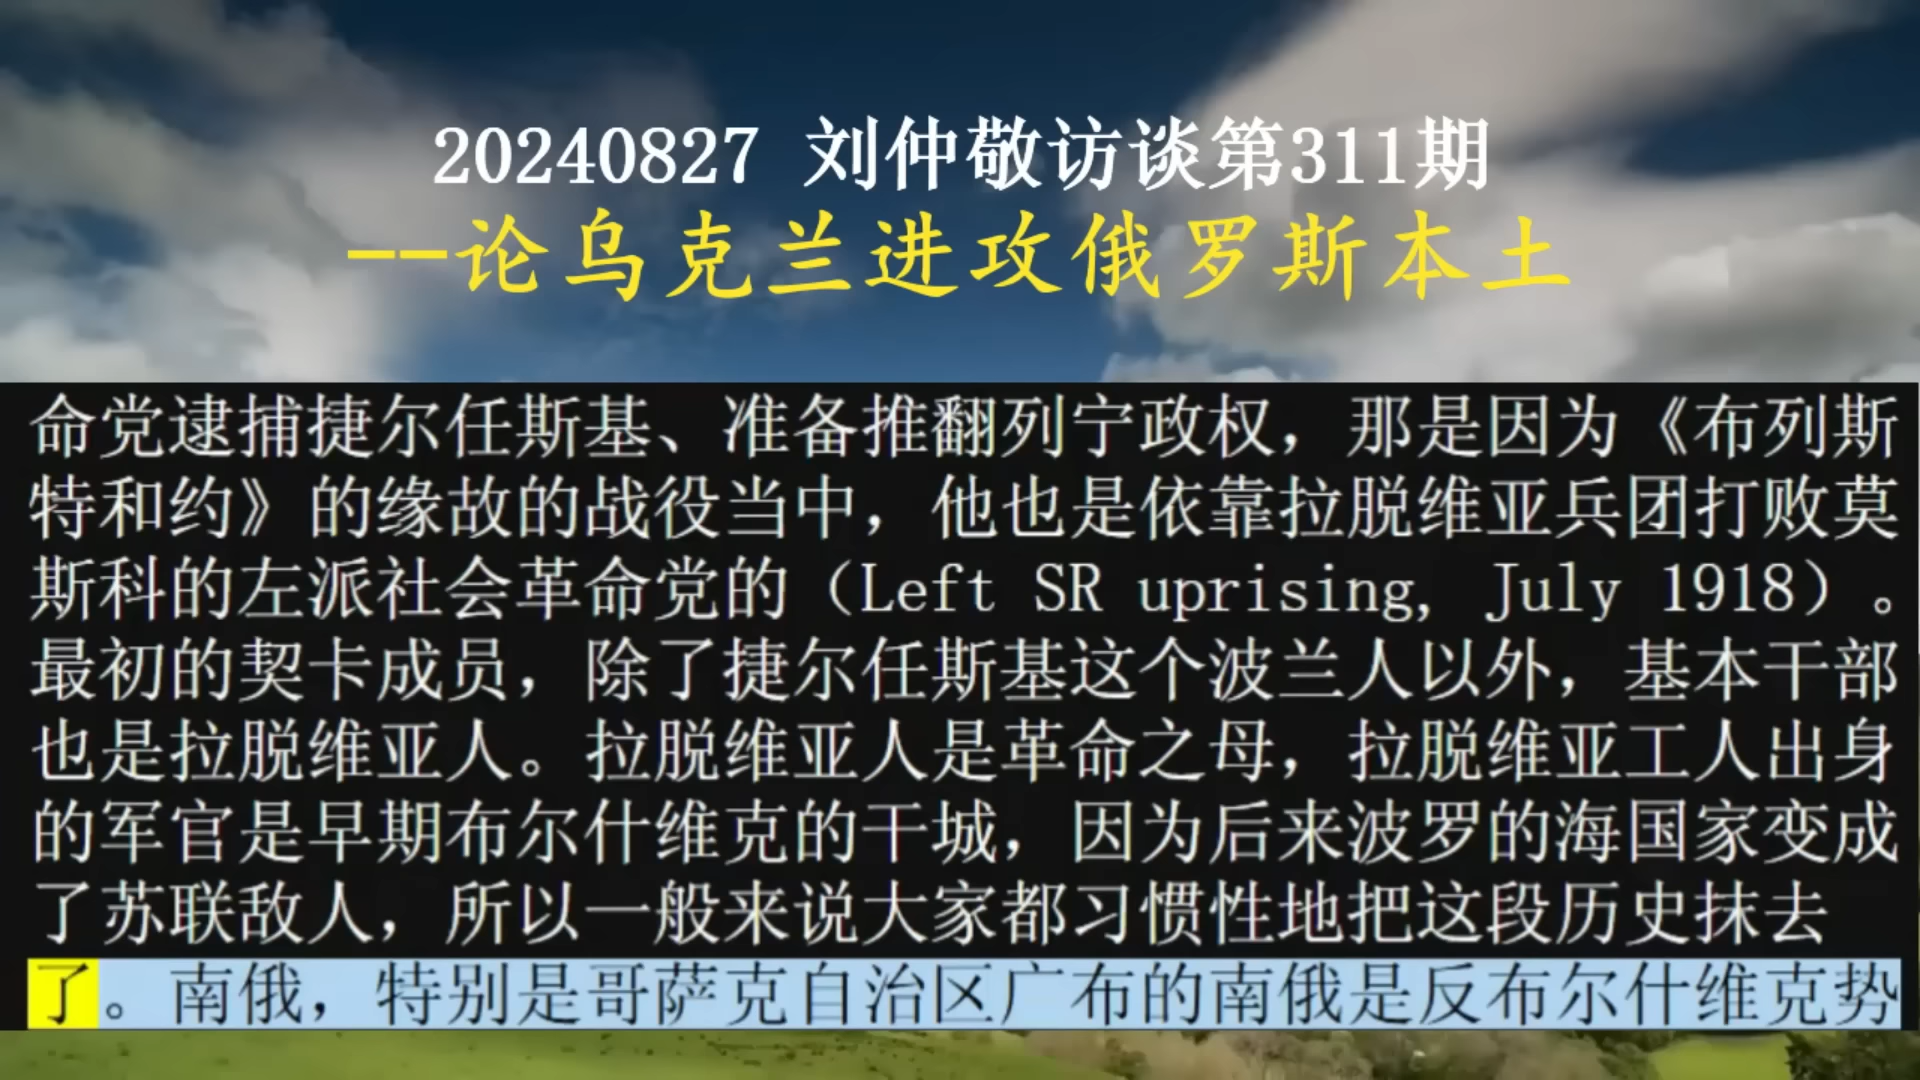 20240827 刘仲敬访谈第311期
--论乌克兰进攻俄罗斯本土
命党逮捕捷尔任斯基、准备推翻列宁政权，那是因为《布列斯
特和约》的缘故的战役当中，他也是依靠拉脱维亚兵团打败莫
斯科的左派社会革命党的（Left SR uprising, July 1918）。
最初的契卡成员，除了捷尔任斯基这个波兰人以外，基本干部
也是拉脱维亚人。拉脱维亚人是革命之母，拉脱维亚工人出身
的军官是早期布尔什维克的干城，因为后来波罗的海国家变成
了苏联敌人，所以一般来说大家都习惯性地把这段历史抹去
了。南俄，特别是哥萨克自治区广布的南俄是反布尔什维克势